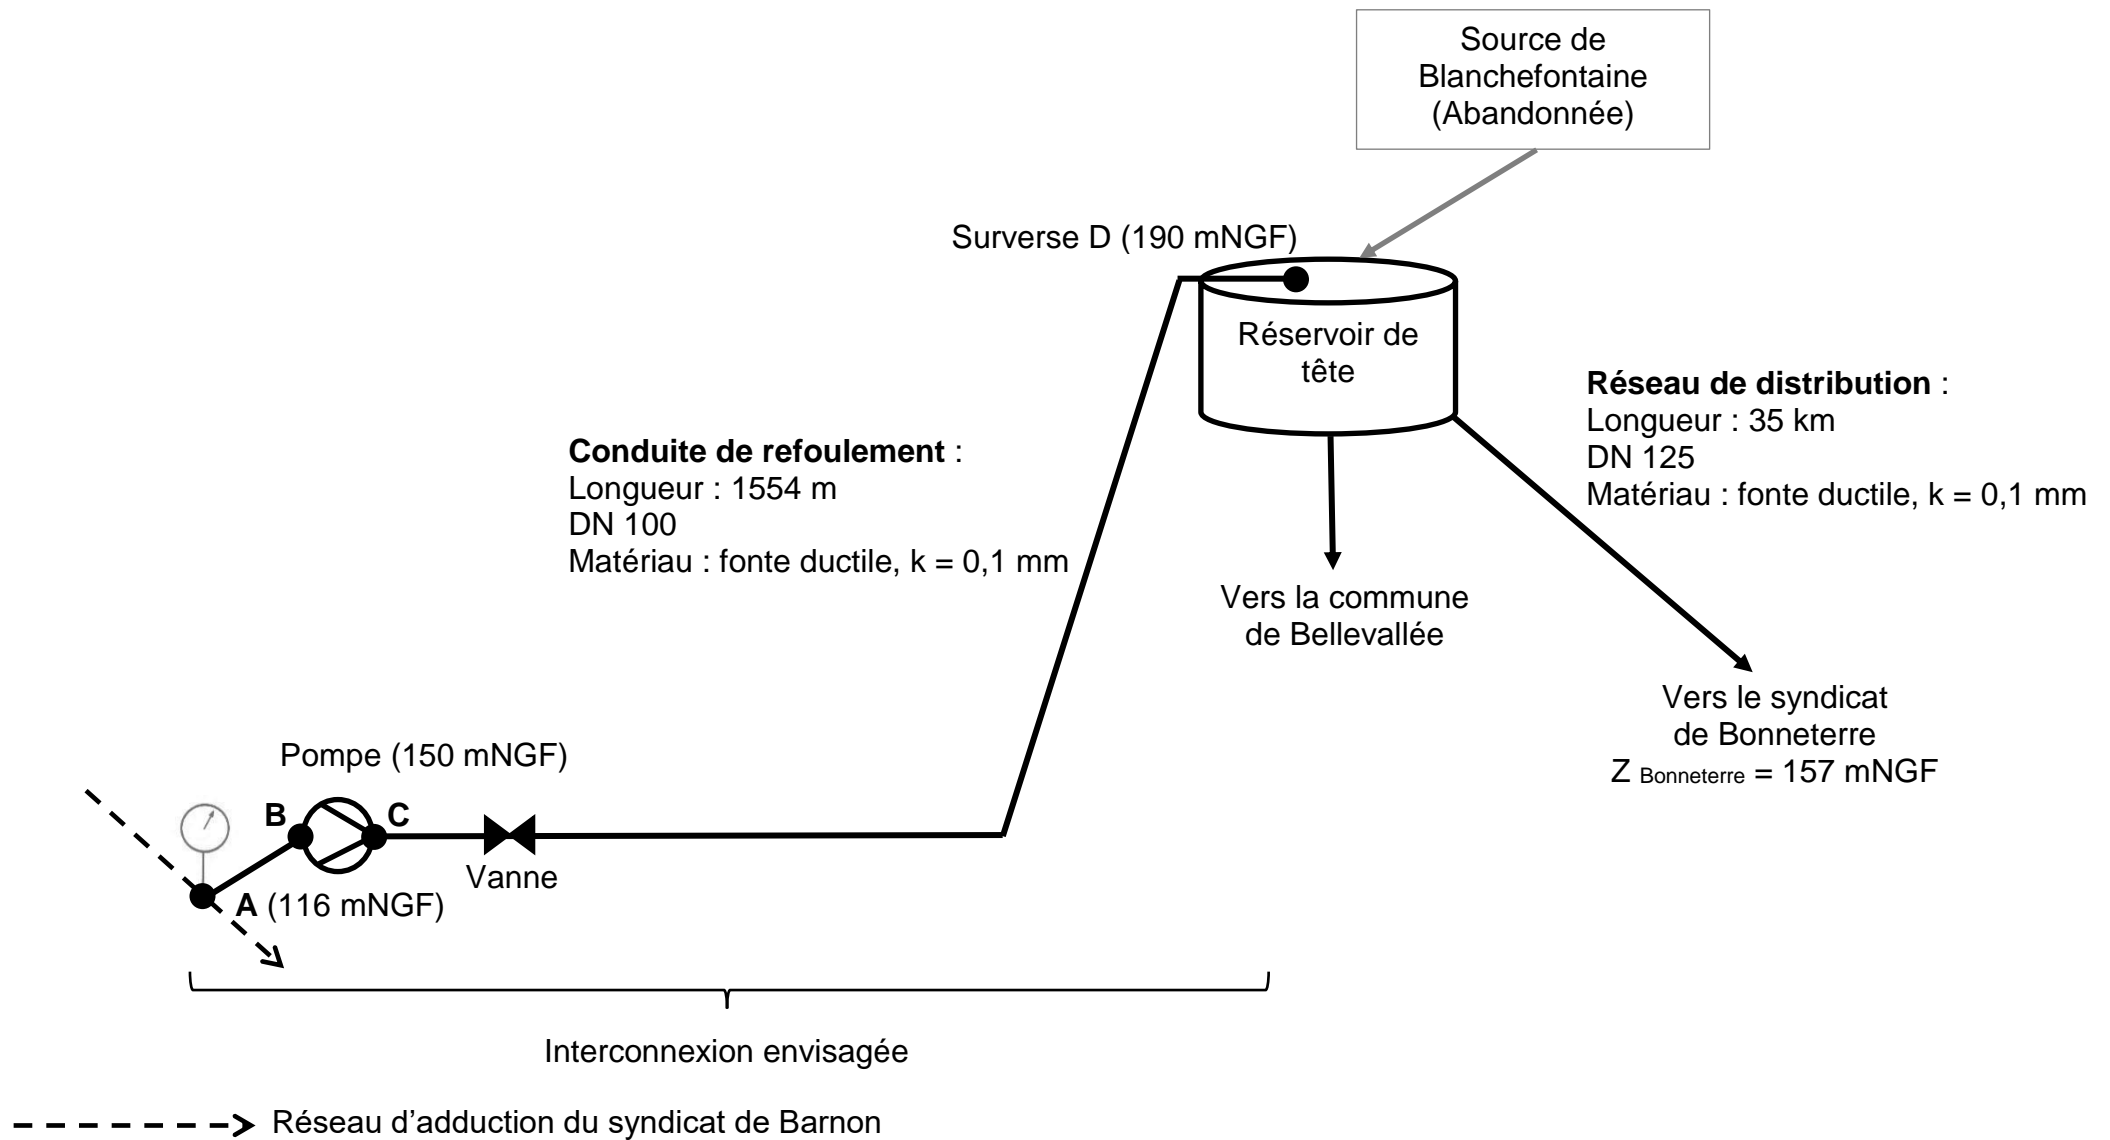 Source de
Blanchefontaine
(Abandonnée)
Surverse D (190 mNGF)
Réservoir de
tête
Réseau de distribution :
Longueur : 35 km
DN 125
Matériau : fonte ductile, k = 0,1 mm
Conduite de refoulement :
Longueur : 1554 m
DN 100
Matériau : fonte ductile, k = 0,1 mm
Vers la commune
de Bellevallée
Vers le syndicat
de Bonneterre
Z Bonneterre = 157 mNGF
Pompe (150 mNGF)
B
C
Vanne
A (116 mNGF)
Interconnexion envisagée
Réseau d’adduction du syndicat de Barnon